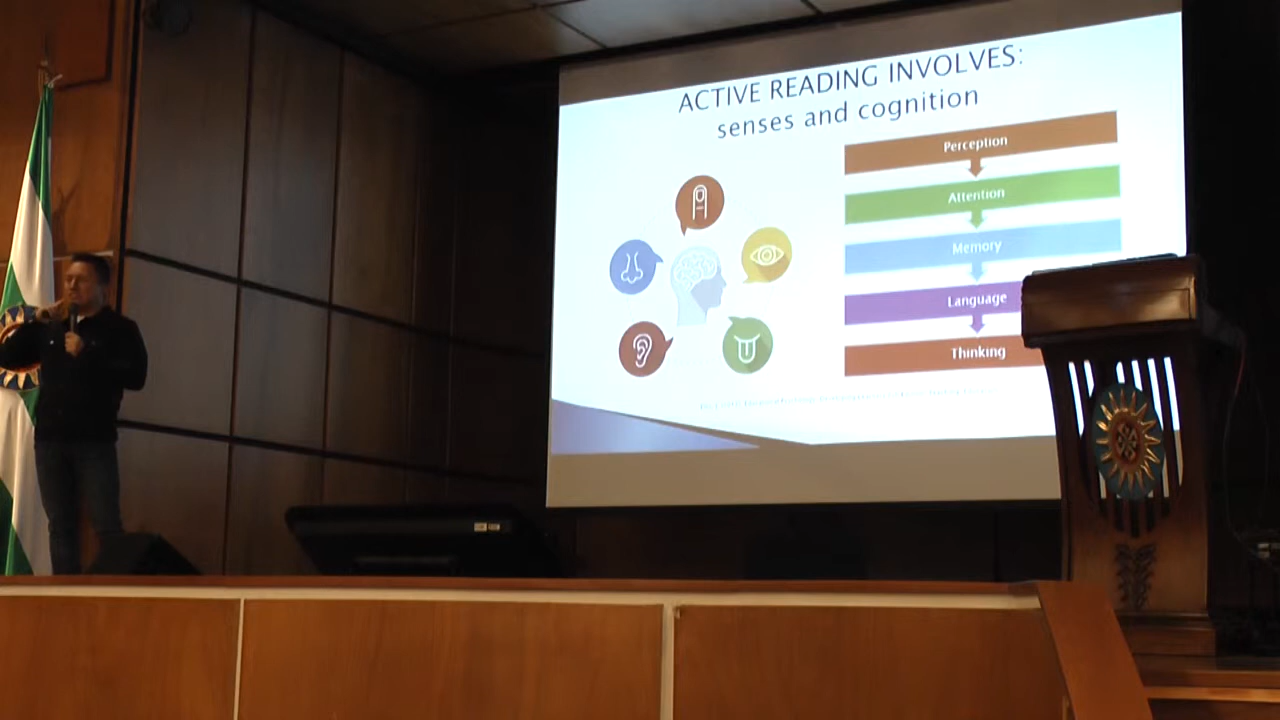 ACTIVE READING INVOLVES:
senses and cognition
Perception
Attention
Memory
Language
Thinking